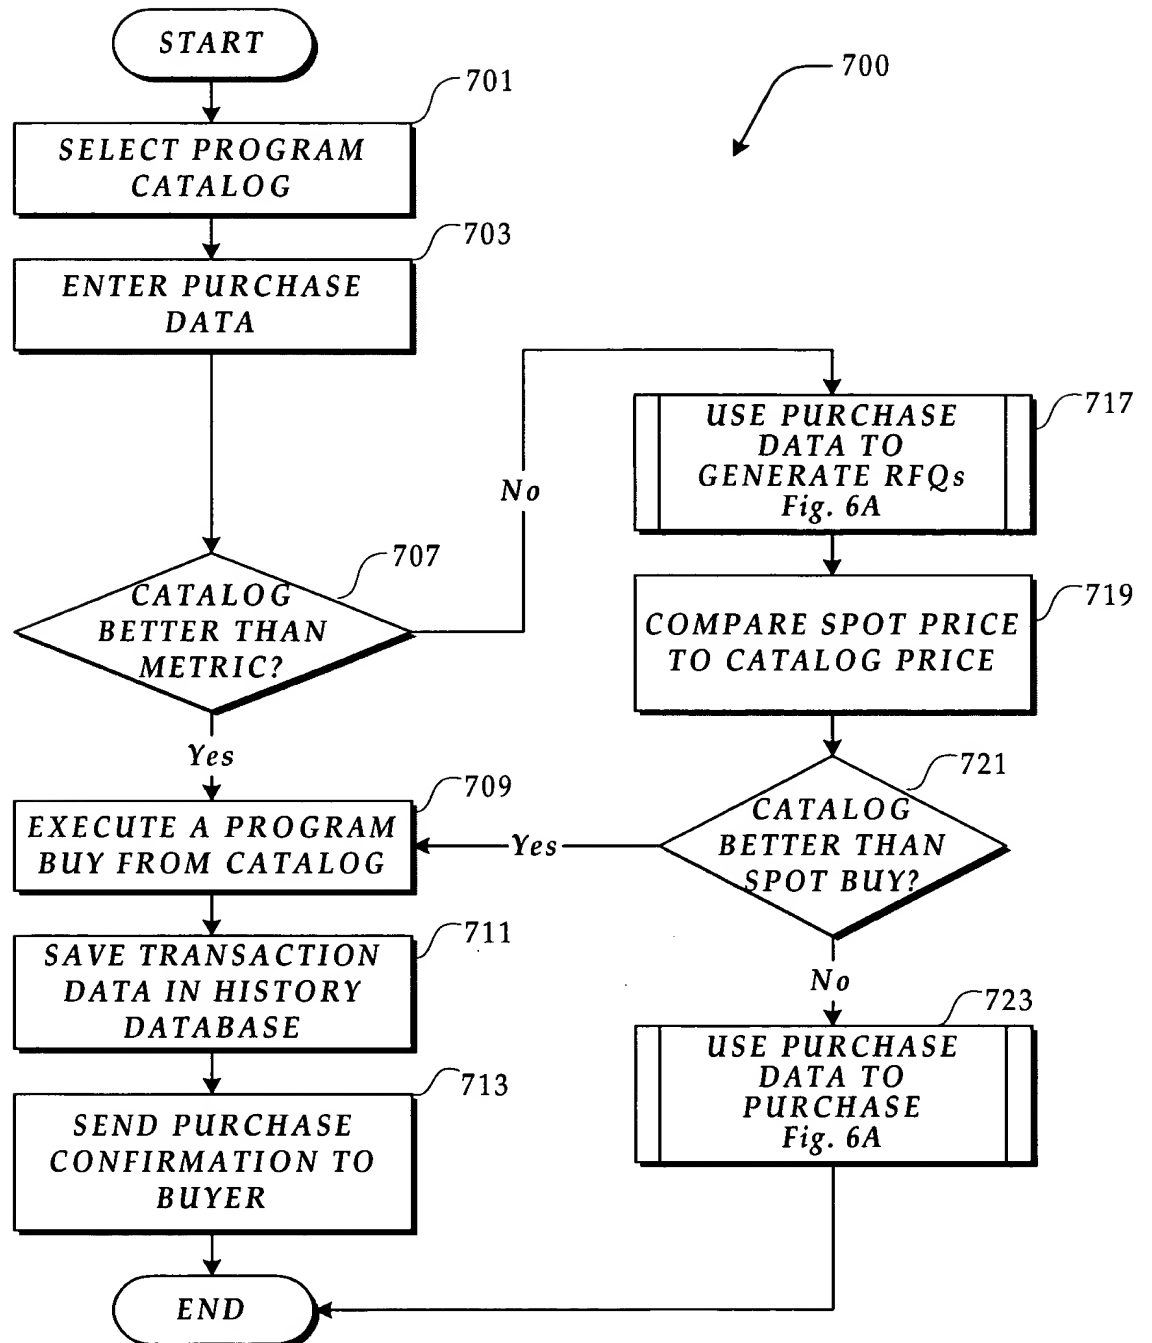 START
701
700
SELECT PROGRAM
CATALOG
703
ENTER PURCHASE
DATA
707
CATALOG
BETTER THAN
METRIC?
No
Yes
717
USE PURCHASE
DATA TO
GENERATE RFQs
Fig. 6A
719
COMPARE SPOT PRICE
TO CATALOG PRICE
721
CATALOG
BETTER THAN
SPOT BUY?
Yes
No
709
EXECUTE A PROGRAM
BUY FROM CATALOG
711
SAVE TRANSACTION
DATA IN HISTORY
DATABASE
713
SEND PURCHASE
CONFIRMATION TO
BUYER
723
USE PURCHASE
DATA TO
PURCHASE
Fig. 6A
END